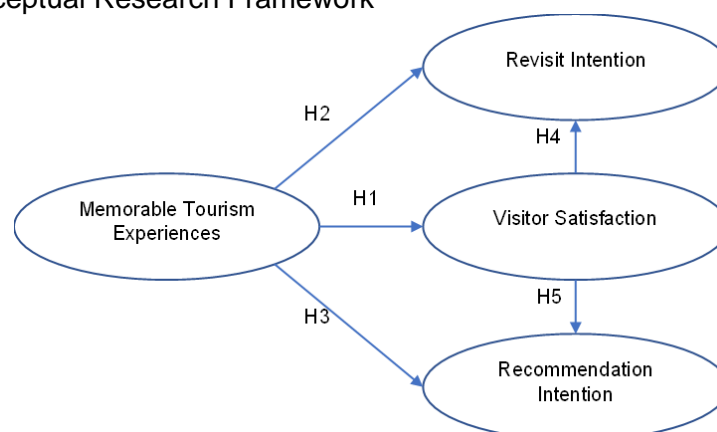 ceptual Research Framework
Revisit Intention
H2
H4
H1
Memorable Tourism
Experiences
Visitor Satisfaction
H5
H3
Recommendation
Intention